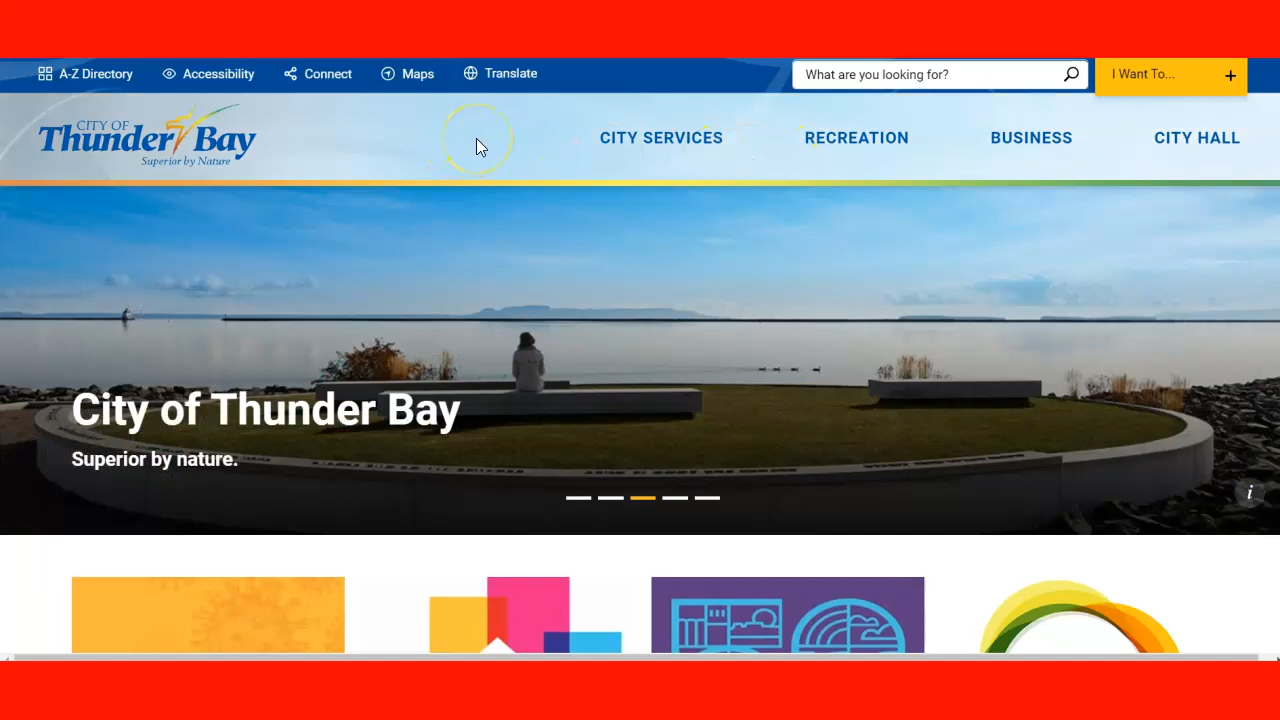 A-Z Directory
Accessibility
Connect
Maps
Translate
What are you looking for?
I Want To...
CITY OF
Thunder Bay
Superior by Nature
CITY SERVICES
RECREATION
BUSINESS
CITY HALL
City of Thunder Bay
Superior by nature.
i